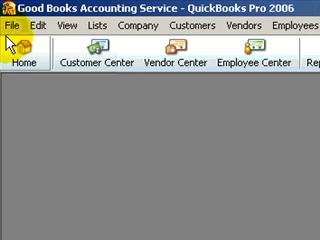 Good Books Accounting Service - QuickBooks Pro 2006
File Edit View Lists Company Customers Vendors Employees
Home Customer Center Vendor Center Employee Center